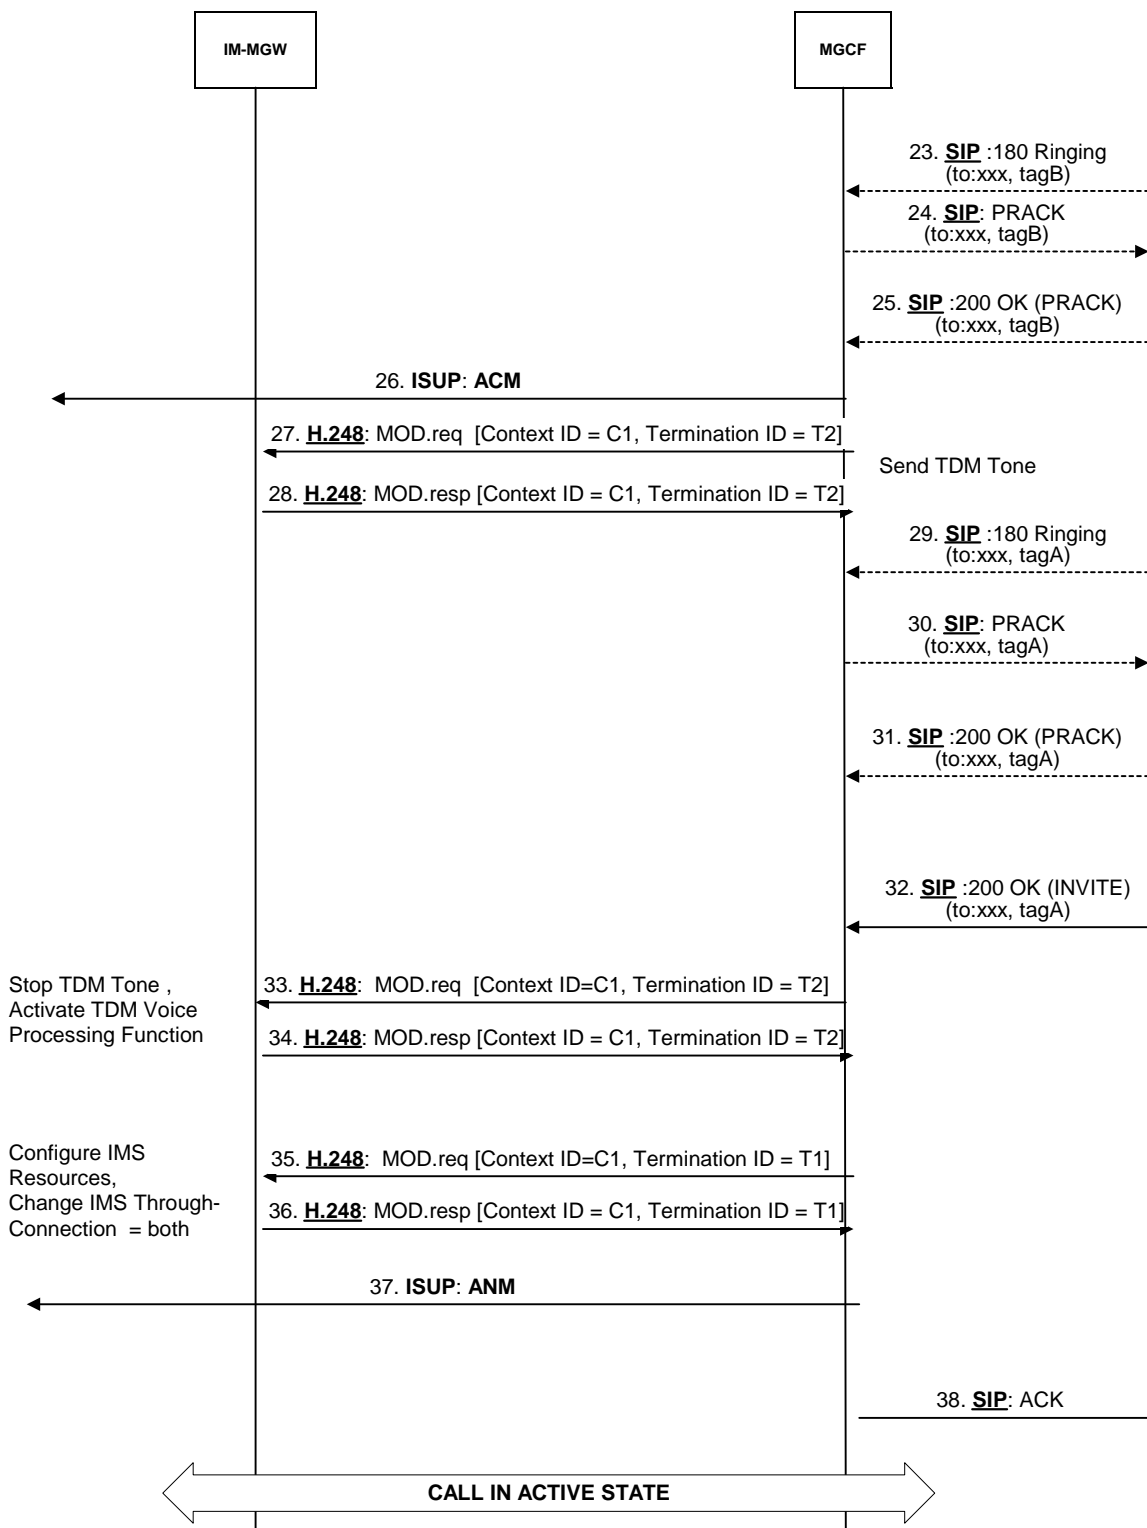 IM-MGW
MGCF
23. SIP :180 Ringing
(to:xxx, tagB)
24. SIP: PRACK
(to:xxx, tagB)
25. SIP :200 OK (PRACK)
(to:xxx, tagB)
26. ISUP: ACM
27. H.248: MOD.req [Context ID = C1, Termination ID = T2]
Send TDM Tone
28. H.248: MOD.resp [Context ID = C1, Termination ID = T2]
29. SIP :180 Ringing
(to:xxx, tagA)
30. SIP: PRACK
(to:xxx, tagA)
31. SIP :200 OK (PRACK)
(to:xxx, tagA)
32. SIP :200 OK (INVITE)
(to:xxx, tagA)
Stop TDM Tone ,
Activate TDM Voice
Processing Function
33. H.248: MOD.req [Context ID=C1, Termination ID = T2]
34. H.248: MOD.resp [Context ID = C1, Termination ID = T2]
Configure IMS
Resources,
Change IMS Through-
Connection = both
35. H.248: MOD.req [Context ID=C1, Termination ID = T1]
36. H.248: MOD.resp [Context ID = C1, Termination ID = T1]
37. ISUP: ANM
38. SIP: ACK
CALL IN ACTIVE STATE